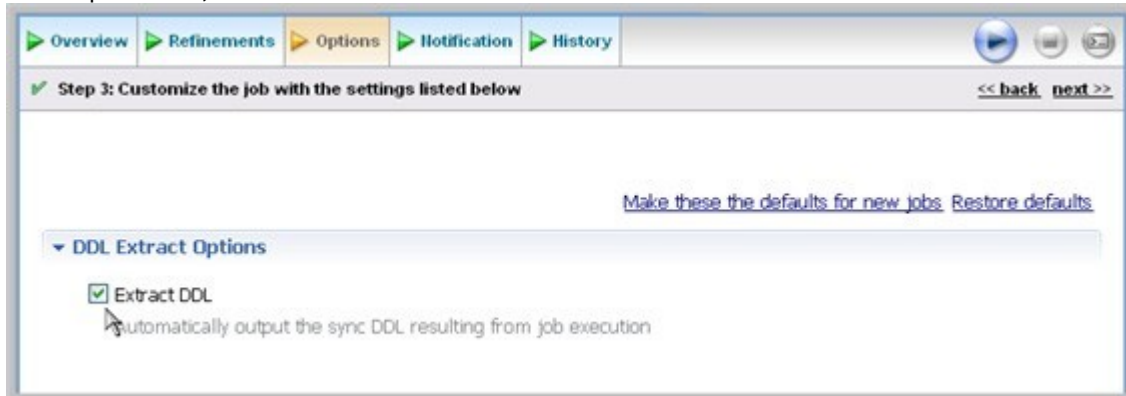 Overview Refinements Options Notification History
Step 3: Customize the job with the settings listed below << back next >>
Make these the defaults for new jobs Restore defaults
DDL Extract Options
Extract DDL
Automatically output the sync DDL resulting from job execution